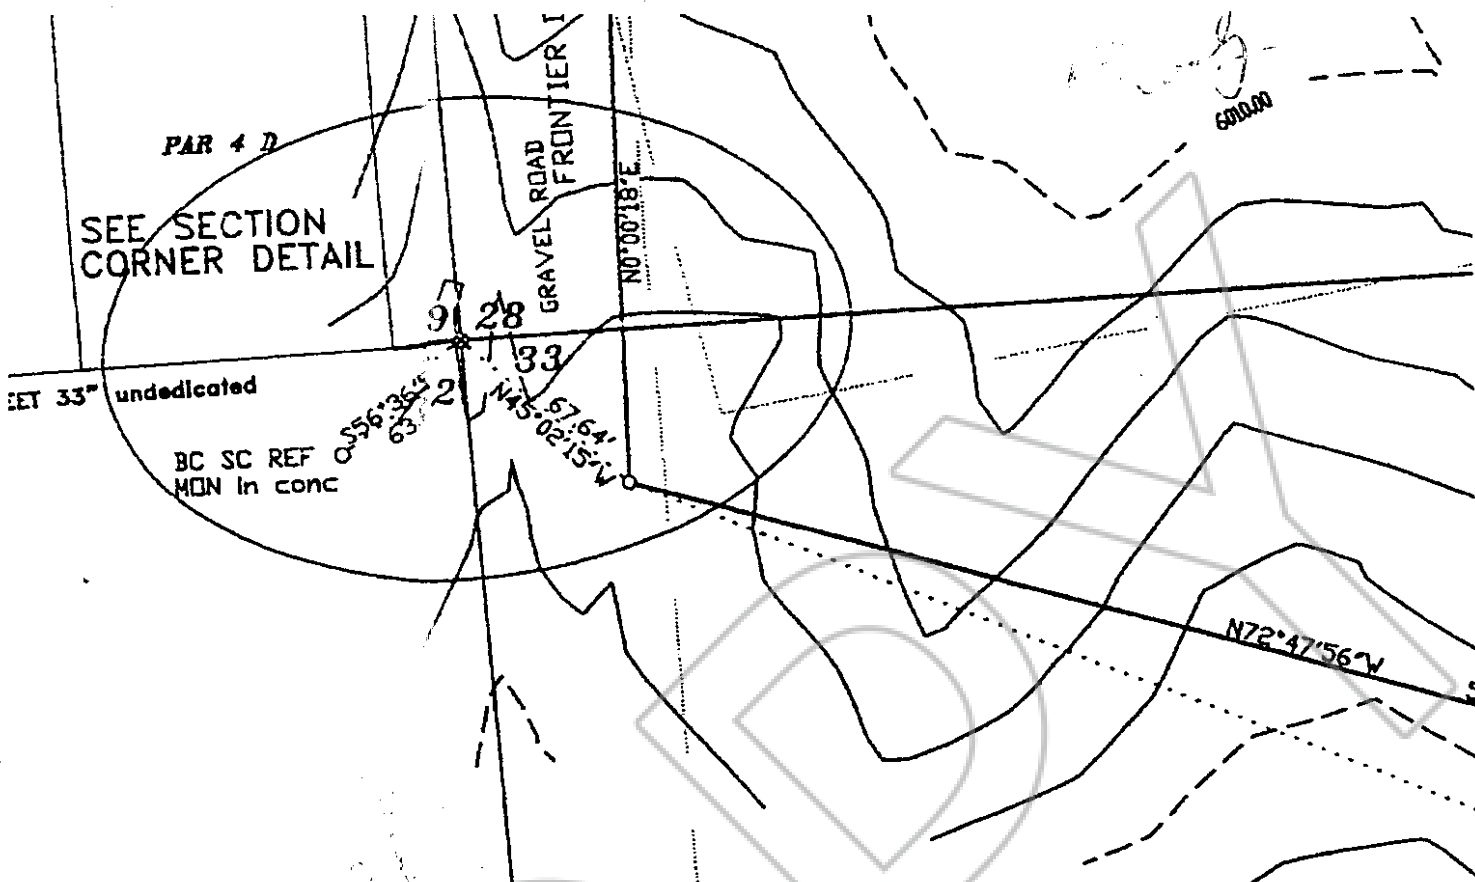 6010.00
PAR 4 D
SEE SECTION
CORNER DETAIL
GRAVEL ROAD
FRONTIER
N0°00'18"E
9 28
33
2
EET 33" undedicated
S56°36'
63.
67.64'
N45°02'15"W
BC SC REF
MON in conc
N72°47'56"W